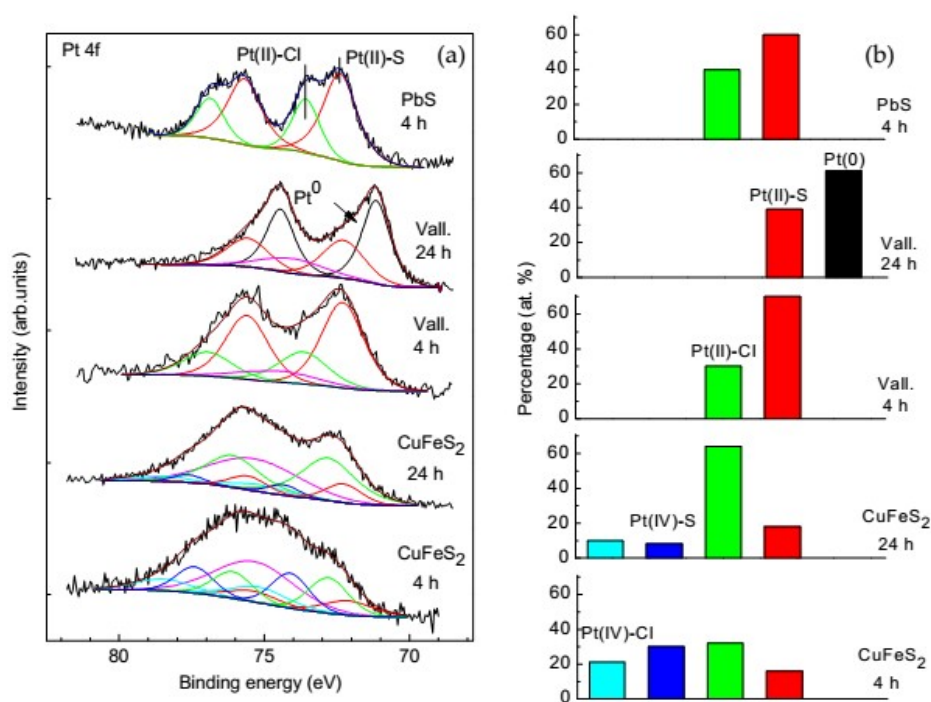 Pt 4f
Pt(II)-Cl
Pt(II)-S
(a)
PbS
4 h
Pt0
Vall.
24 h
Vall.
4 h
CuFeS2
24 h
CuFeS2
4 h
80
75
70
Binding energy (eV)
Intensity (arb.units)
(b)
Percentage (at. %)
60
40
20
0
PbS
4 h
60
40
20
0
Pt(II)-S
Pt(0)
Vall.
24 h
60
40
20
0
Pt(II)-Cl
Vall.
4 h
60
40
20
0
Pt(IV)-S
CuFeS2
24 h
60
40
20
0
Pt(IV)-Cl
CuFeS2
4 h